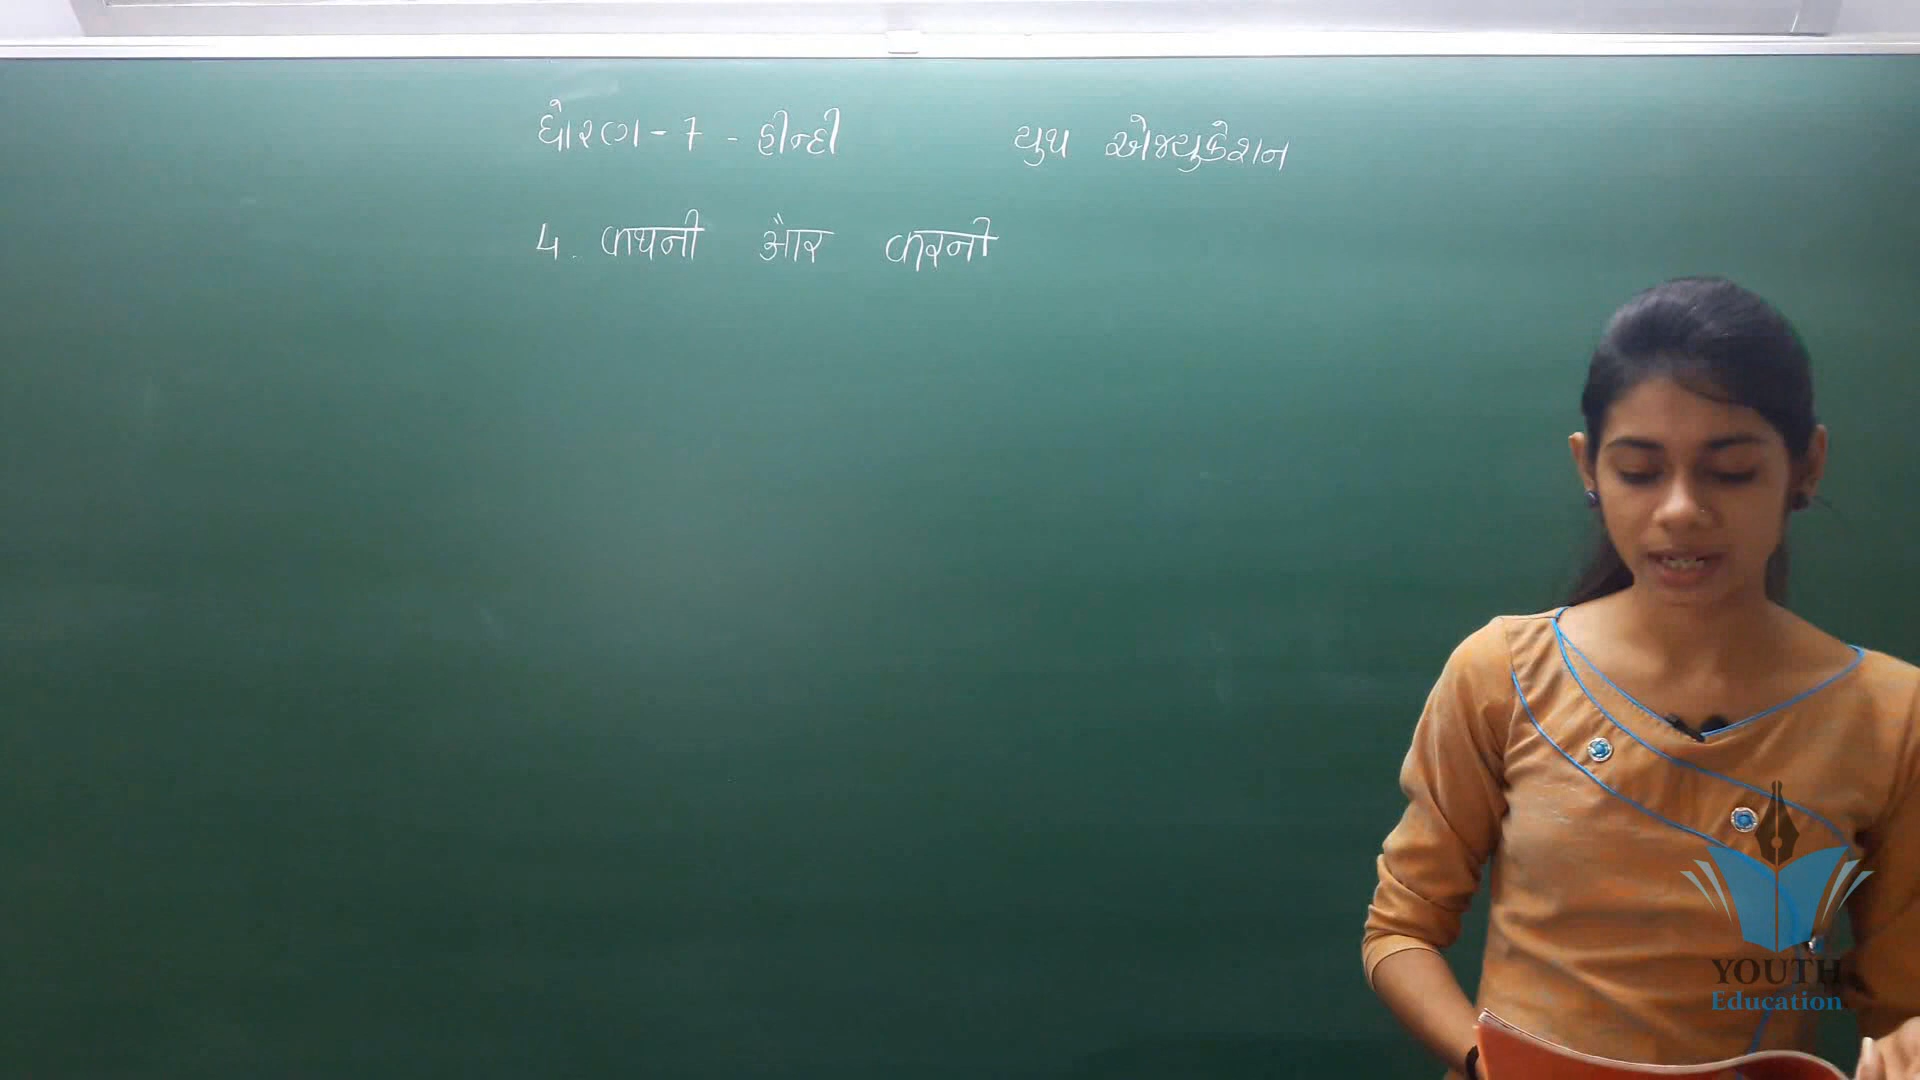 ધોરણ - 7 - હીન્દી યુથ એજ્યુકેશન
4. कथनी और करनी
YOUTH
Education